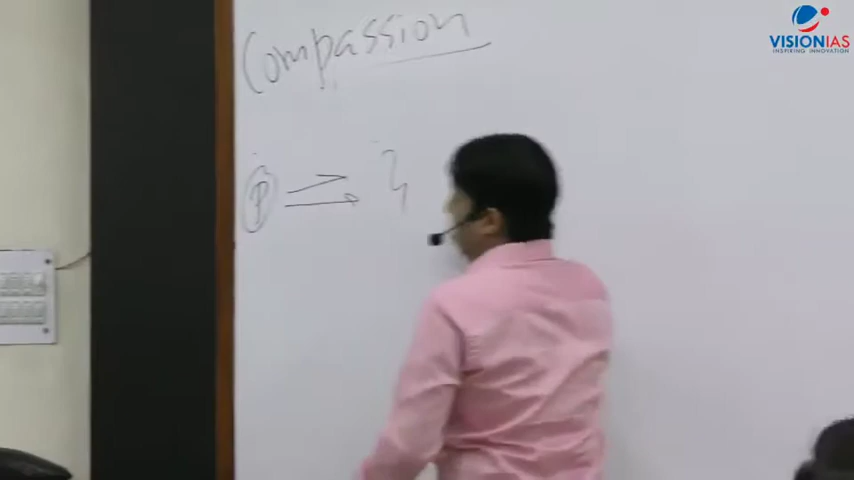 VISIONIAS
INSPIRING INNOVATION
Compassion
P